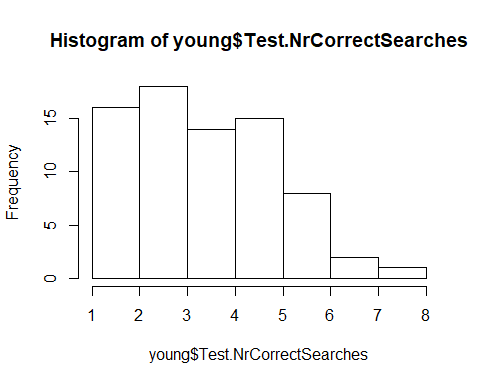 Histogram of young$Test.NrCorrectSearches
Frequency
15
10
5
0
1 2 3 4 5 6 7 8
young$Test.NrCorrectSearches